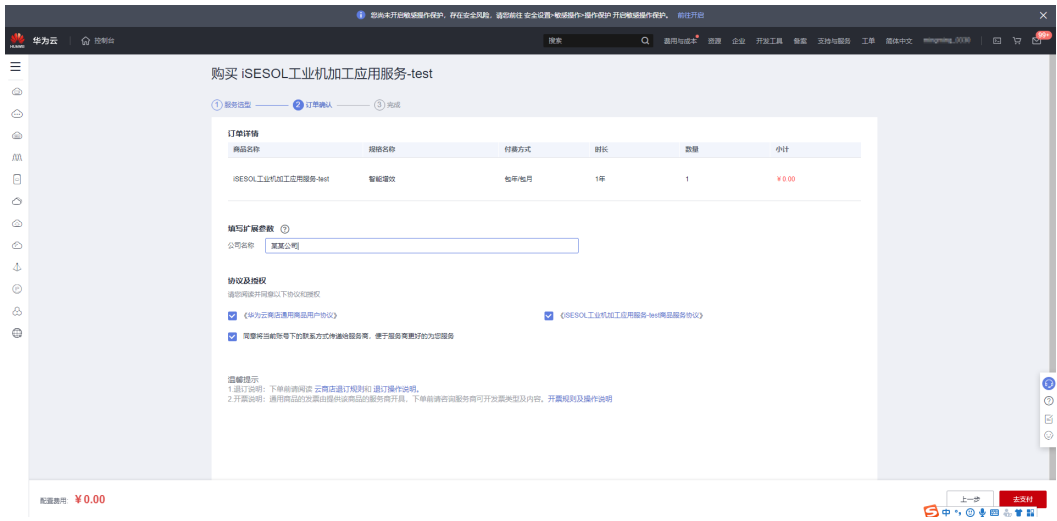 您尚未开启敏感操作保护，存在安全风险，请您前往 安全设置>敏感操作>操作保护 开启敏感操作保护。 前往开启
HUAWEI 华为云 控制台 搜索 费用与成本 资源 企业 开发工具 备案 支持与服务 工单 简体中文 99+
购买 iSESOL工业机加工应用服务-test
1 服务选型 2 订单确认 3 完成
订单详情
商品名称 规格名称 付费方式 时长 数量 小计
iSESOL工业机加工应用服务-test 智能增效 包年/包月 1年 1 ¥0.00
填写扩展参数
公司名称 某某公司
协议及授权
请您阅读并同意以下协议和授权
《华为云商店通用商品用户协议》 《iSESOL工业机加工应用服务-test商品服务协议》
同意将当前账号下的联系方式传递给服务商，便于服务商更好的为您服务
温馨提示
1.退订说明：下单前请阅读 云商店退订规则和 退订操作说明。
2.开票说明：通用商品的发票由提供该商品的服务商开具，下单前请咨询服务商可开发票类型及内容。开票规则及操作说明
配置费用: ¥0.00 上一步 去支付
中